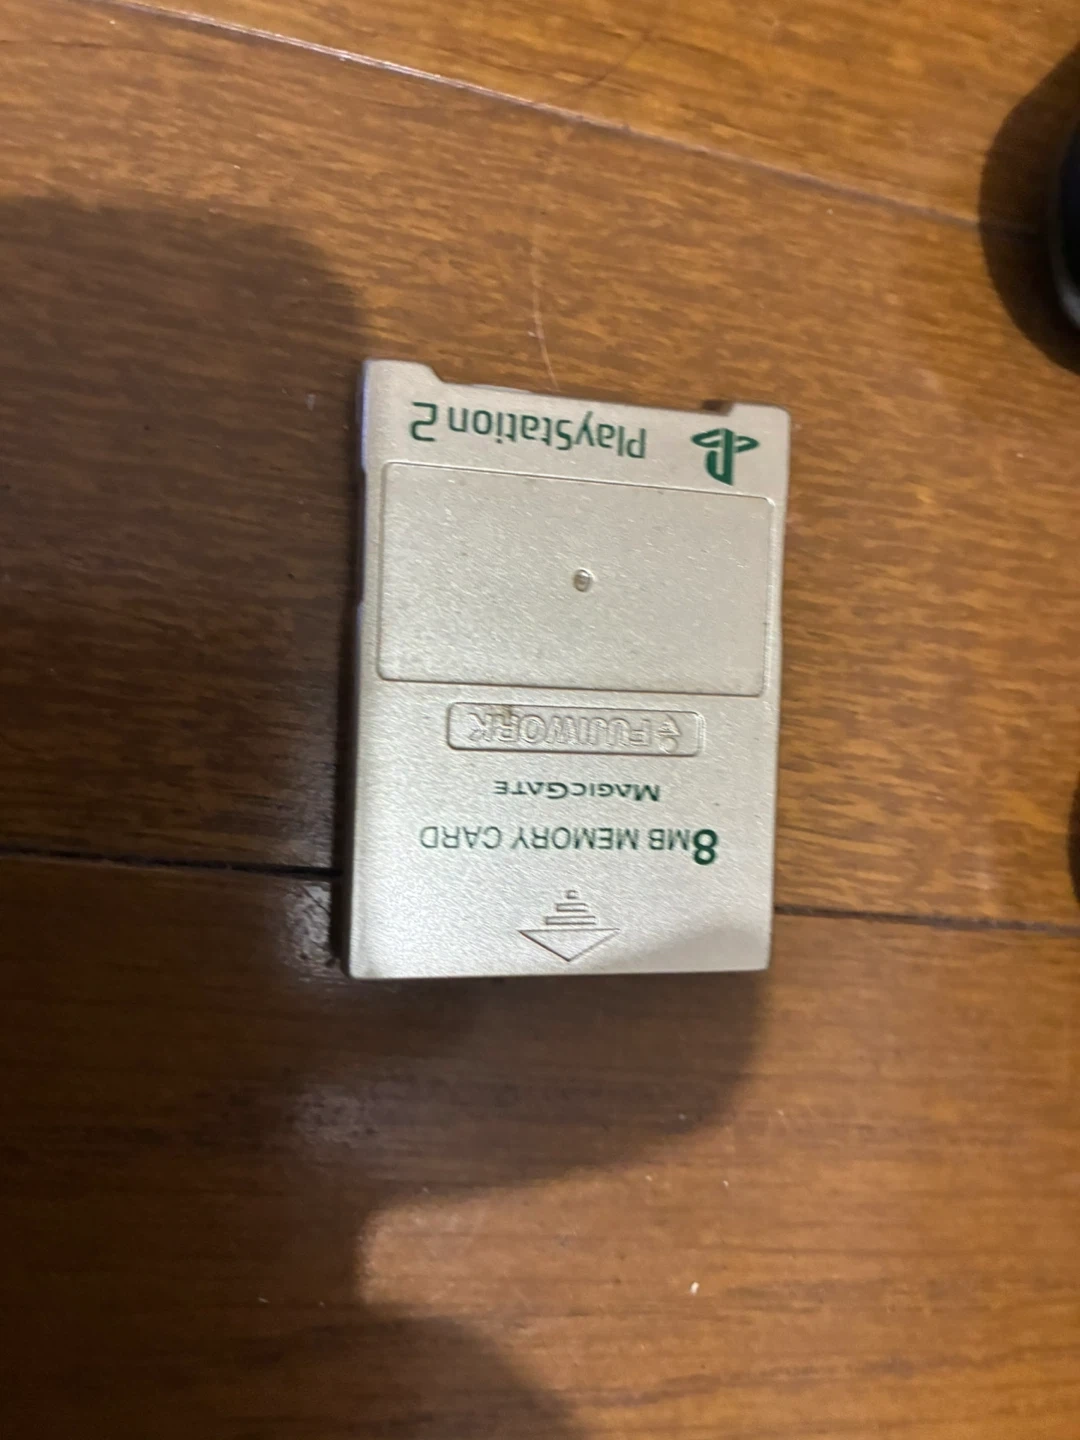 8MB MEMORY CARD
MAGICGATE
FUJIWORK
PlayStation 2